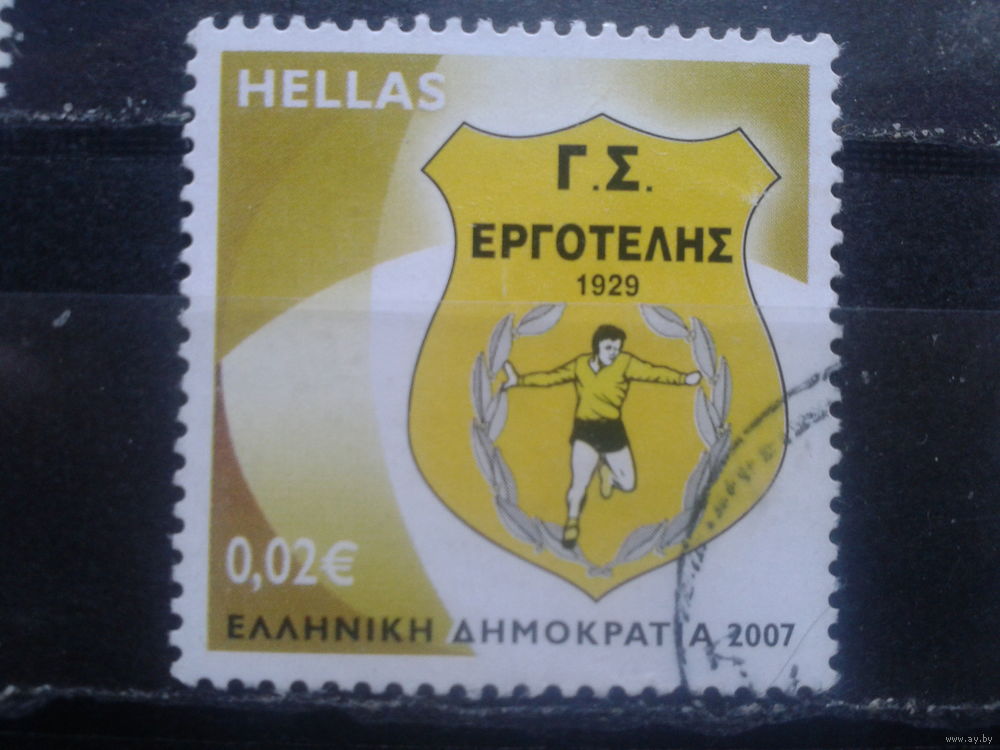 HELLAS
Γ.Σ.
ΕΡΓΟΤΕΛΗΣ
1929
0,02€
ΕΛΛΗΝΙΚΗ ΔΗΜΟΚΡΑΤΙΑ 2007
www.ay.by